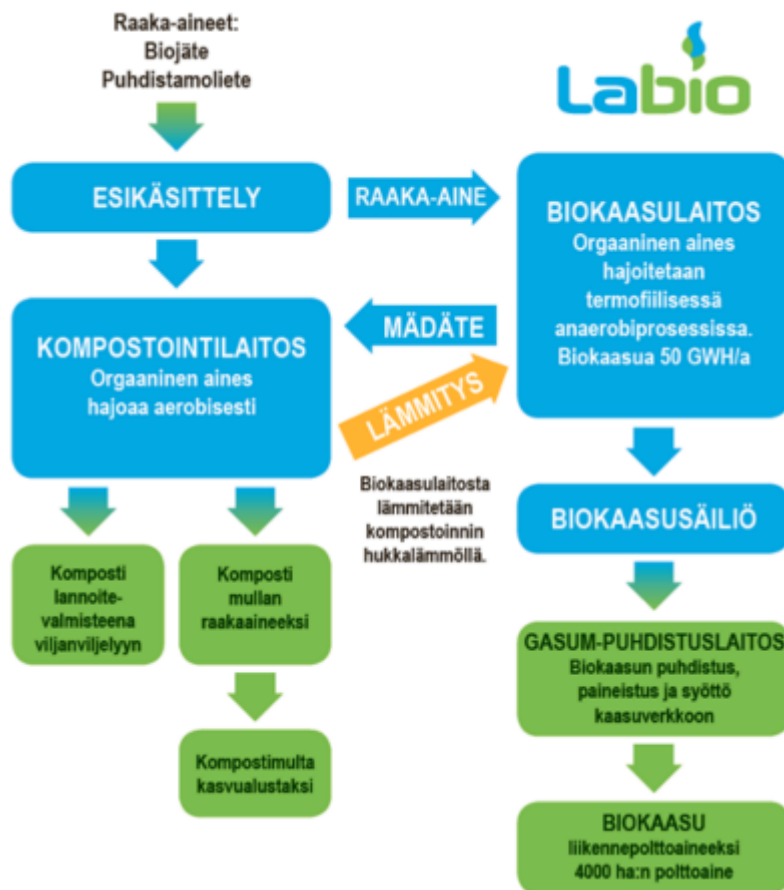 Raaka-aineet:
Biojäte
Puhdistamoliete
Labio
ESIKÄSITTELY
RAAKA-AINE
BIOKAASULAITOS
Orgaaninen aines
hajoitetaan
termofiilisessä
anaerobiprosessissa.
Biokaasua 50 GWH/a
MÄDÄTE
KOMPOSTOINTILAITOS
Orgaaninen aines
hajoaa aerobisesti
LÄMMITYS
Biokaasulaitosta
lämmitetään
kompostoinnin
hukkalämmöllä.
BIOKAASUSÄILIÖ
Komposti
lannoite-
valmisteena
viljanviljelyyn
Komposti
mullan
raakaaineeksi
GASUM-PUHDISTUSLAITOS
Biokaasun puhdistus,
paineistus ja syöttö
kaasuverkkoon
Kompostimulta
kasvualustaksi
BIOKAASU
liikennepolttoaineeksi
4000 ha:n polttoaine